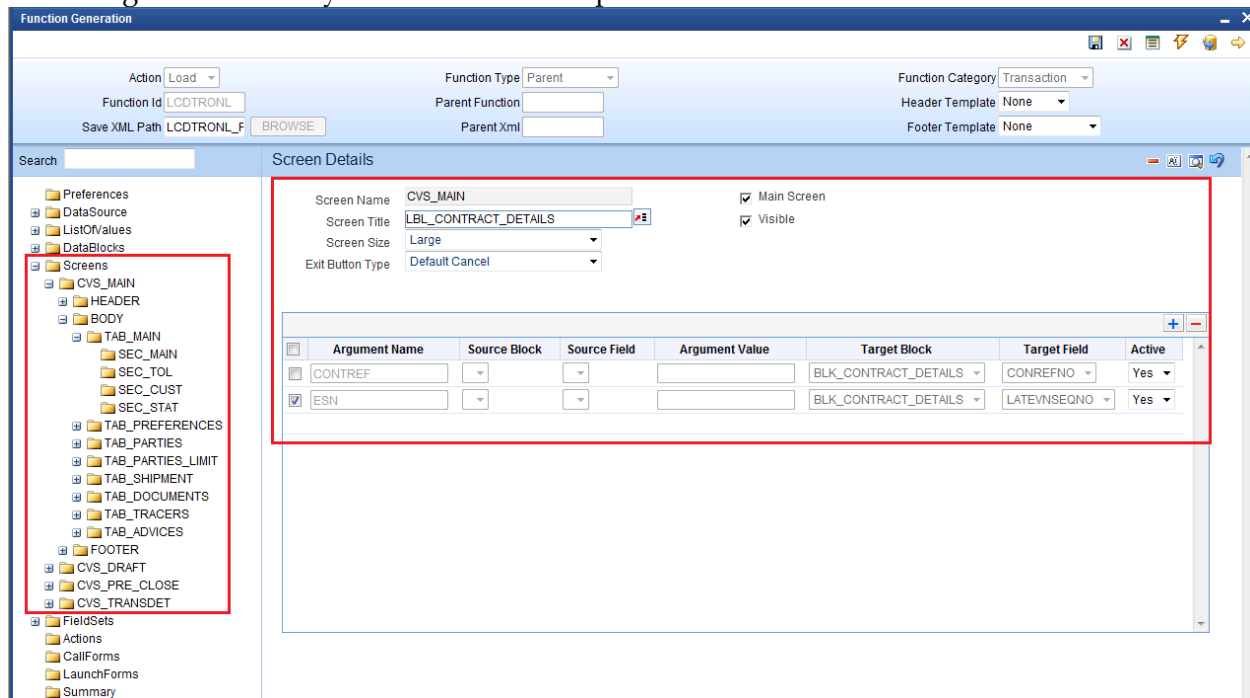 Function Generation
Action Load Function Type Parent Function Category Transaction
Function Id LCDTRONL Parent Function Header Template None
Save XML Path LCDTRONL_F BROWSE Parent Xml Footer Template None
Search Screen Details
Preferences
DataSource
ListOfValues
DataBlocks
Screens
CVS_MAIN
HEADER
BODY
TAB_MAIN
SEC_MAIN
SEC_TOL
SEC_CUST
SEC_STAT
TAB_PREFERENCES
TAB_PARTIES
TAB_PARTIES_LIMIT
TAB_SHIPMENT
TAB_DOCUMENTS
TAB_TRACERS
TAB_ADVICES
FOOTER
CVS_DRAFT
CVS_PRE_CLOSE
CVS_TRANSDET
FieldSets
Actions
CallForms
LaunchForms
Summary
Screen Name CVS_MAIN Main Screen
Screen Title LBL_CONTRACT_DETAILS Visible
Screen Size Large
Exit Button Type Default Cancel
Argument Name Source Block Source Field Argument Value Target Block Target Field Active
CONTREF BLK_CONTRACT_DETAILS CONREFNO Yes
ESN BLK_CONTRACT_DETAILS LATEVNSEQNO Yes